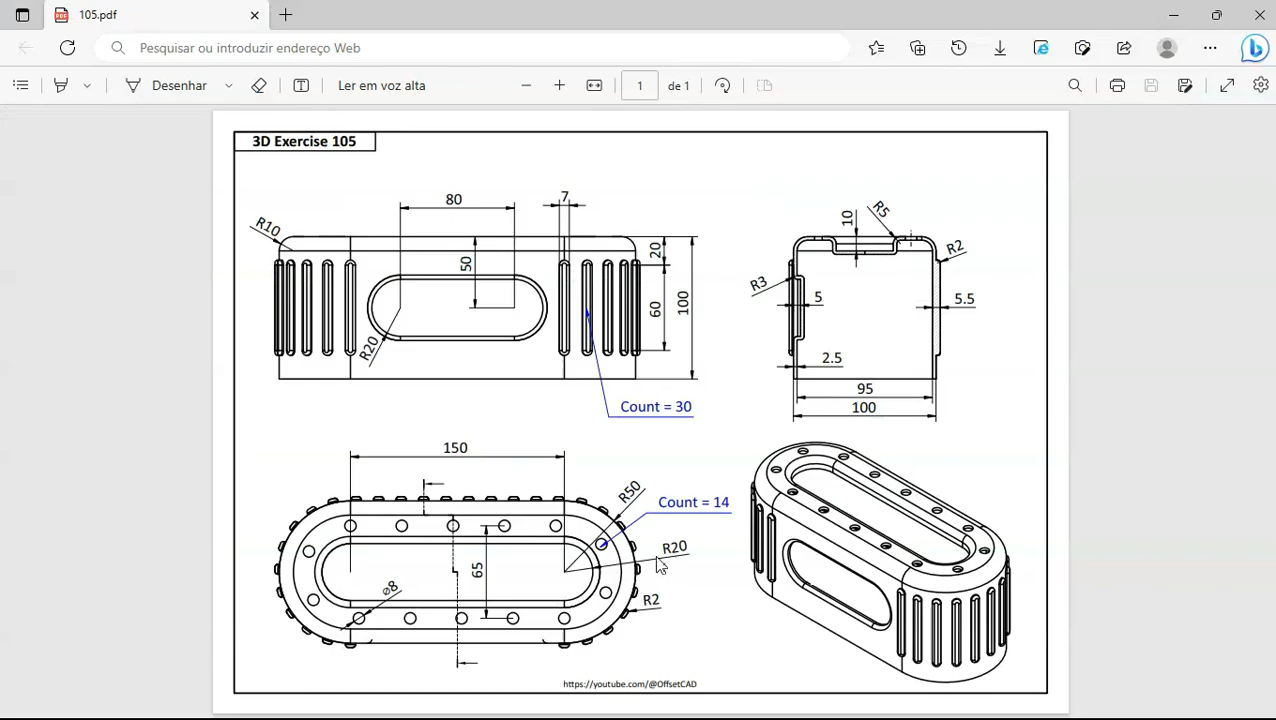 105.pdf
Pesquisar ou introduzir endereço Web
Desenhar
Ler em voz alta
1
de 1
3D Exercise 105
80
7
R10
50
20
60
100
R20
Count = 30
10
R5
R2
R3
5
5.5
2.5
95
100
150
R50
Count = 14
R20
65
⌀8
R2
https://youtube.com/@OffsetCAD